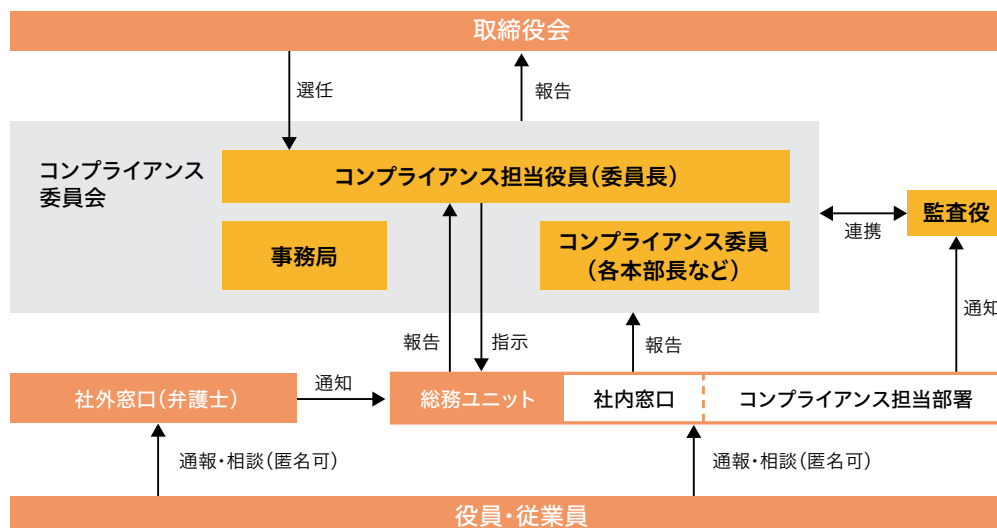 取締役会
選任
報告
コンプライアンス
委員会
コンプライアンス担当役員（委員長）
事務局
コンプライアンス委員
（各本部長など）
連携
監査役
報告
指示
報告
通知
社外窓口（弁護士）
通知
総務ユニット
社内窓口
コンプライアンス担当部署
通報・相談（匿名可）
通報・相談（匿名可）
役員・従業員